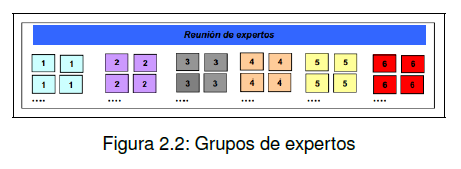 Reunión de expertos
1 1 2 2 3 3 4 4 5 5 6 6
1 1 2 2 3 3 4 4 5 5 6 6
.... .... .... .... .... ....
Figura 2.2: Grupos de expertos